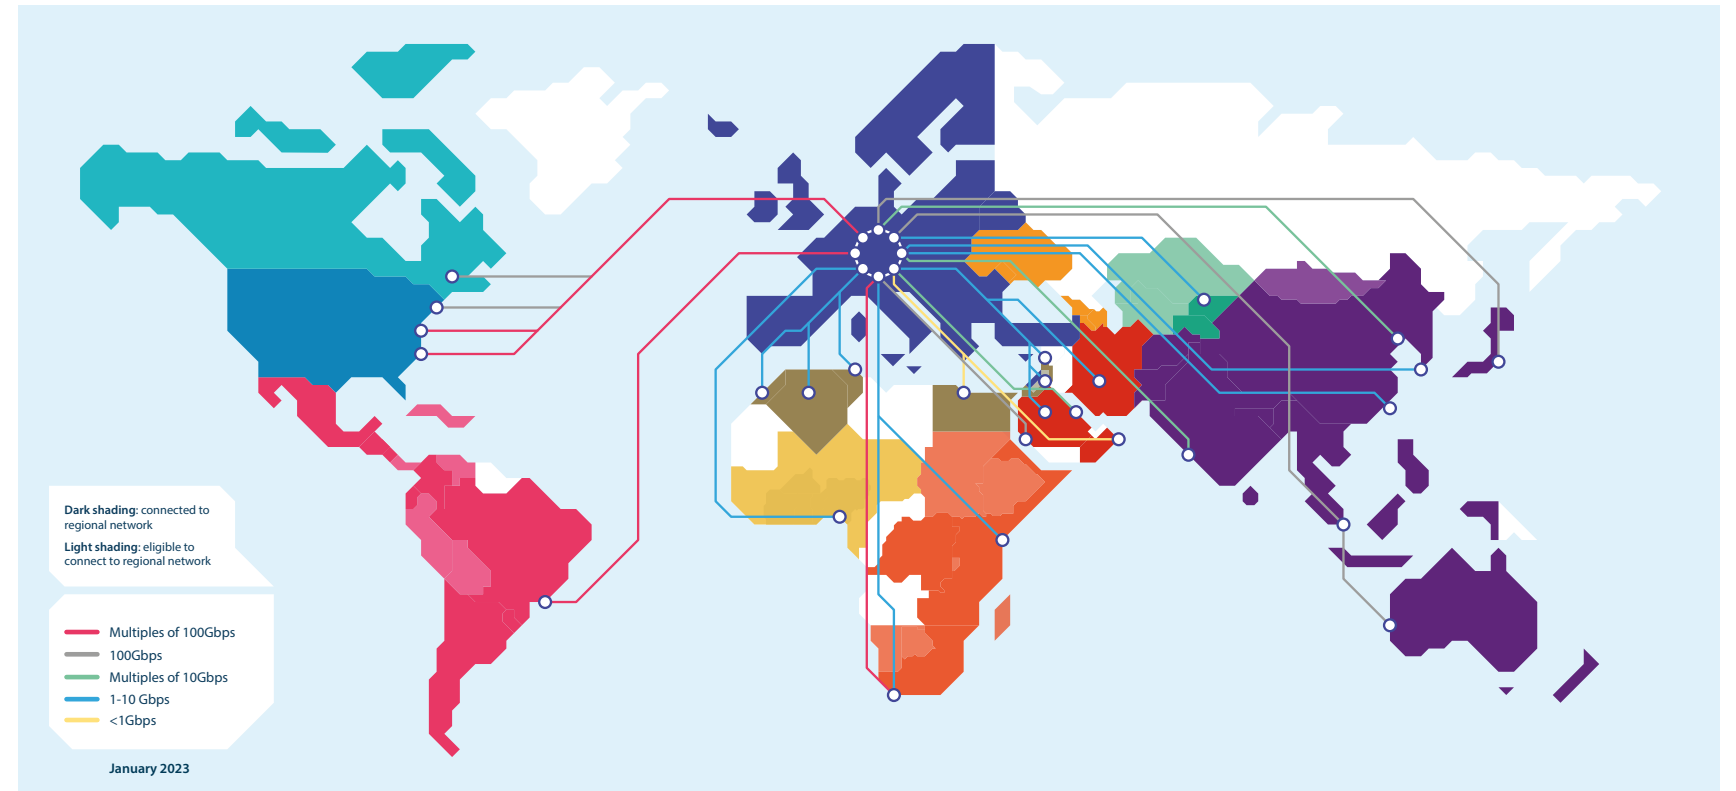 Dark shading: connected to
regional network
Light shading: eligible to
connect to regional network
Multiples of 100Gbps
100Gbps
Multiples of 10Gbps
1-10 Gbps
<1Gbps
January 2023